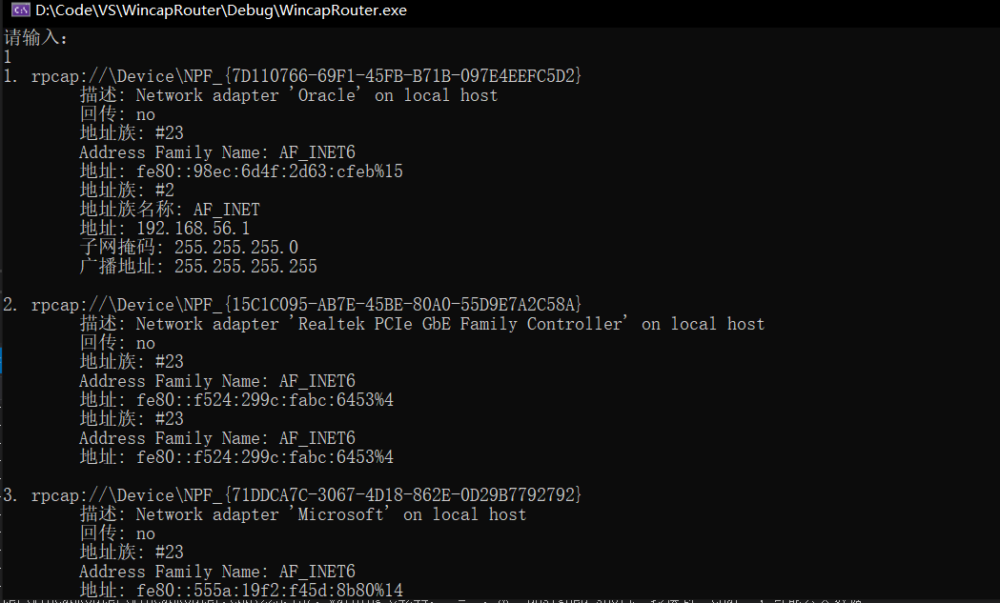 D:\Code\VS\WincapRouter\Debug\WincapRouter.exe
请输入:
1
1. rpcap://\Device\NPF_{7D110766-69F1-45FB-B71B-097E4EEFC5D2}
描述: Network adapter 'Oracle' on local host
回传: no
地址族: #23
Address Family Name: AF_INET6
地址: fe80::98ec:6d4f:2d63:cfeb%15
地址族: #2
地址族名称: AF_INET
地址: 192.168.56.1
子网掩码: 255.255.255.0
广播地址: 255.255.255.255
2. rpcap://\Device\NPF_{15C1C095-AB7E-45BE-80A0-55D9E7A2C58A}
描述: Network adapter 'Realtek PCIe GbE Family Controller' on local host
回传: no
地址族: #23
Address Family Name: AF_INET6
地址: fe80::f524:299c:fabc:6453%4
地址族: #23
Address Family Name: AF_INET6
地址: fe80::f524:299c:fabc:6453%4
3. rpcap://\Device\NPF_{71DDCA7C-3067-4D18-862E-0D29B7792792}
描述: Network adapter 'Microsoft' on local host
回传: no
地址族: #23
Address Family Name: AF_INET6
地址: fe80::555a:19f2:f45d:8b80%14